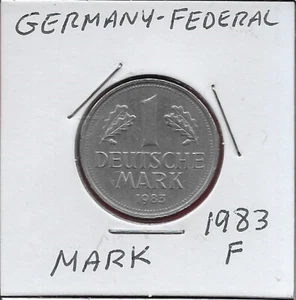 GERMANY-FEDERAL
1
DEUTSCHE
MARK
1983
1983
MARK F